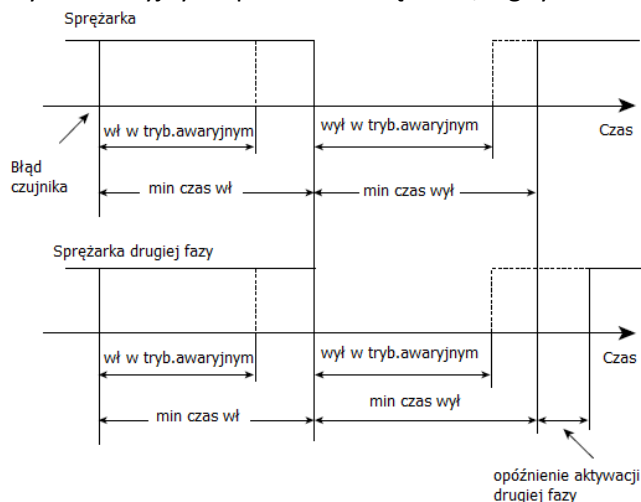 Sprężarka
wł w tryb.awaryjnym
wył w tryb.awaryjnym
Czas
Błąd
czujnika
min czas wł
min czas wył
Sprężarka drugiej fazy
wł w tryb.awaryjnym
wył w tryb.awaryjnym
Czas
min czas wł
min czas wył
opóźnienie aktywacji
drugiej fazy